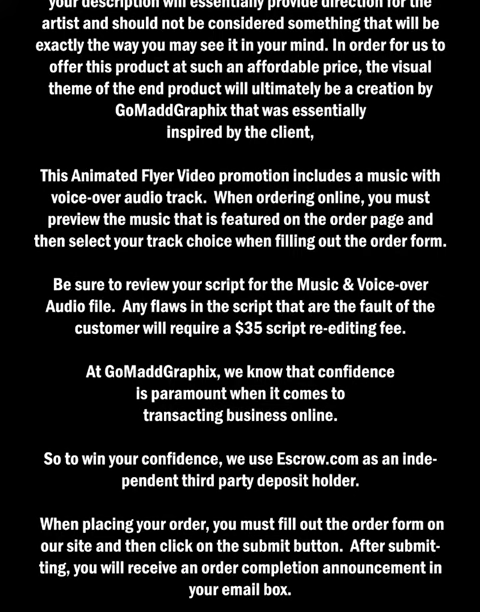 your description will essentially provide direction for the
artist and should not be considered something that will be
exactly the way you may see it in your mind. In order for us to
offer this product at such an affordable price, the visual
theme of the end product will ultimately be a creation by
GoMaddGraphix that was essentially
inspired by the client,
This Animated Flyer Video promotion includes a music with
voice-over audio track.  When ordering online, you must
preview the music that is featured on the order page and
then select your track choice when filling out the order form.
Be sure to review your script for the Music & Voice-over
Audio file.  Any flaws in the script that are the fault of the
customer will require a $35 script re-editing fee.
At GoMaddGraphix, we know that confidence
is paramount when it comes to
transacting business online.
So to win your confidence, we use Escrow.com as an inde-
pendent third party deposit holder.
When placing your order, you must fill out the order form on
our site and then click on the submit button.  After submit-
ting, you will receive an order completion announcement in
your email box.